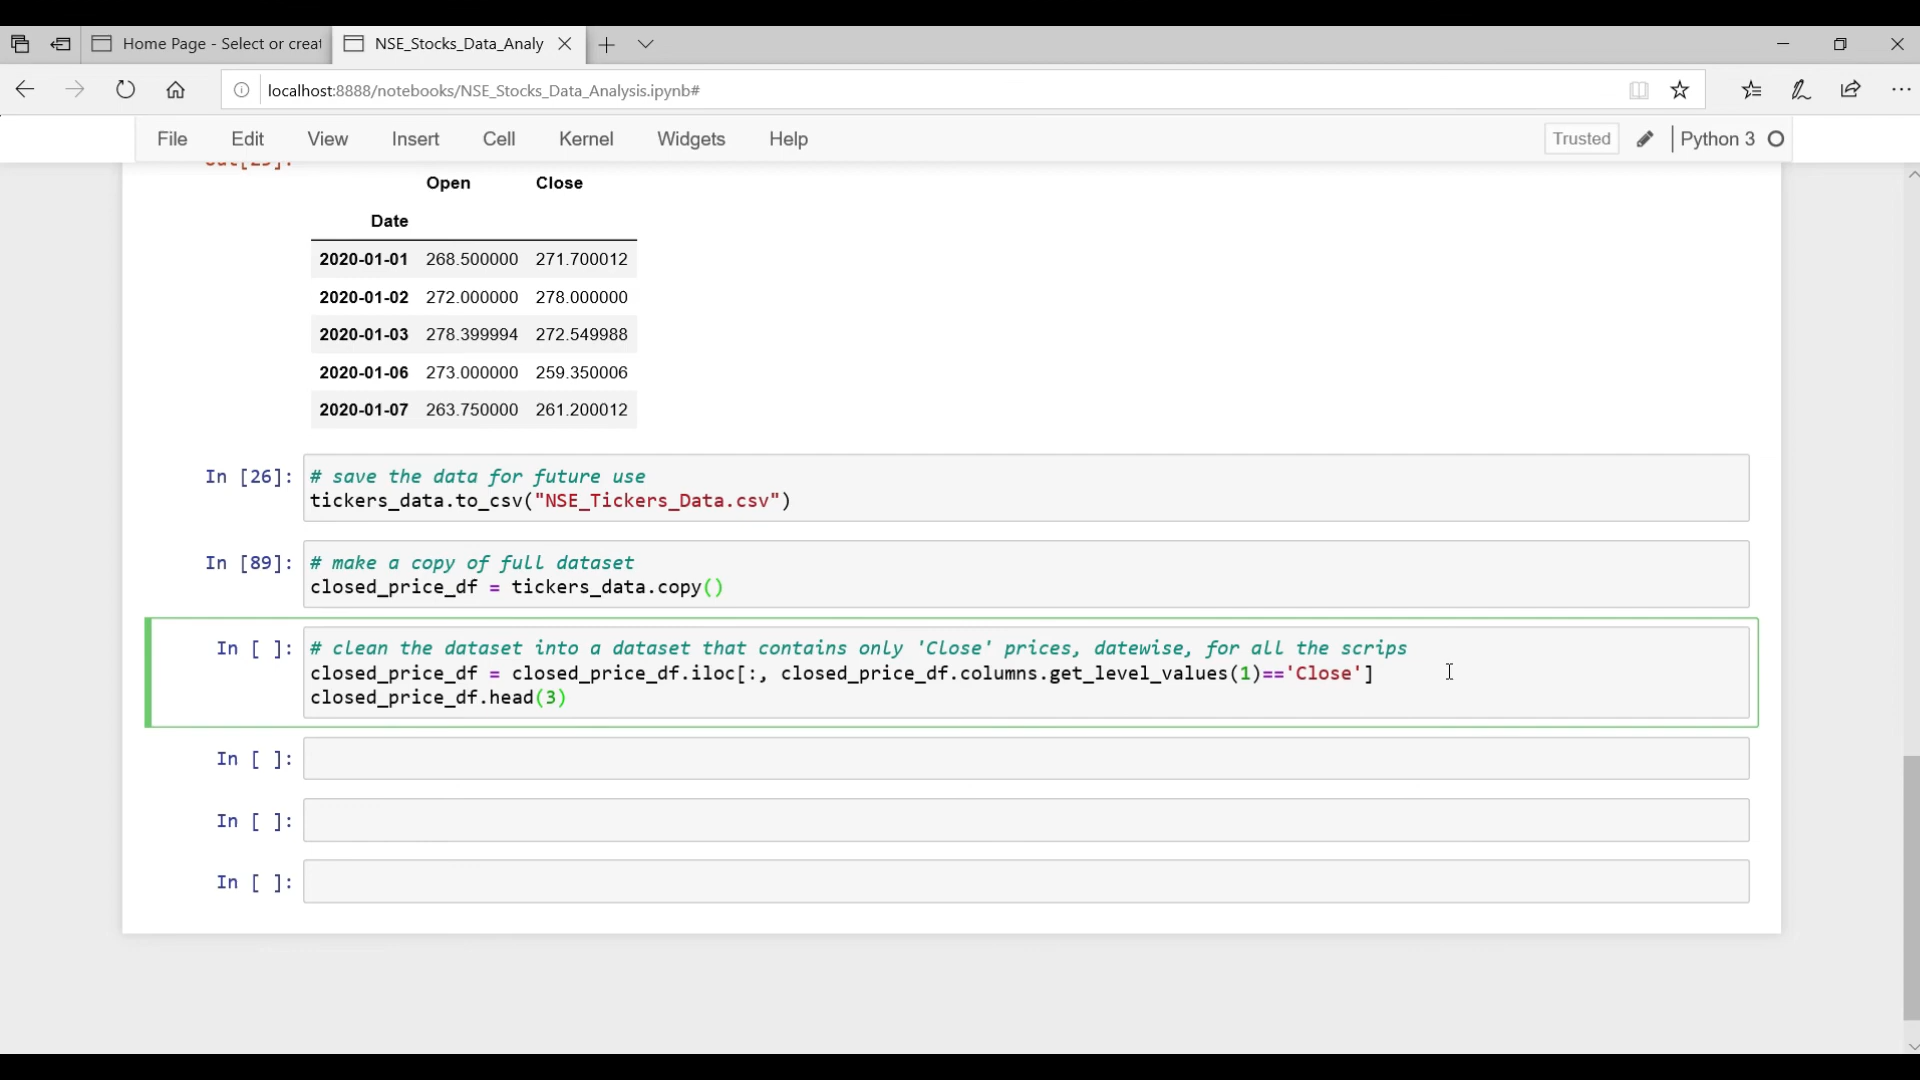 Home Page - Select or creat
NSE_Stocks_Data_Analy
localhost:8888/notebooks/NSE_Stocks_Data_Analysis.ipynb#
File Edit View Insert Cell Kernel Widgets Help Trusted Python 3
Open Close
Date
2020-01-01 268.500000 271.700012
2020-01-02 272.000000 278.000000
2020-01-03 278.399994 272.549988
2020-01-06 273.000000 259.350006
2020-01-07 263.750000 261.200012
In [26]: # save the data for future use
tickers_data.to_csv("NSE_Tickers_Data.csv")
In [89]: # make a copy of full dataset
closed_price_df = tickers_data.copy()
In [ ]: # clean the dataset into a dataset that contains only 'Close' prices, datewise, for all the scrips
closed_price_df = closed_price_df.iloc[:, closed_price_df.columns.get_level_values(1)=='Close']
closed_price_df.head(3)
In [ ]:
In [ ]:
In [ ]: